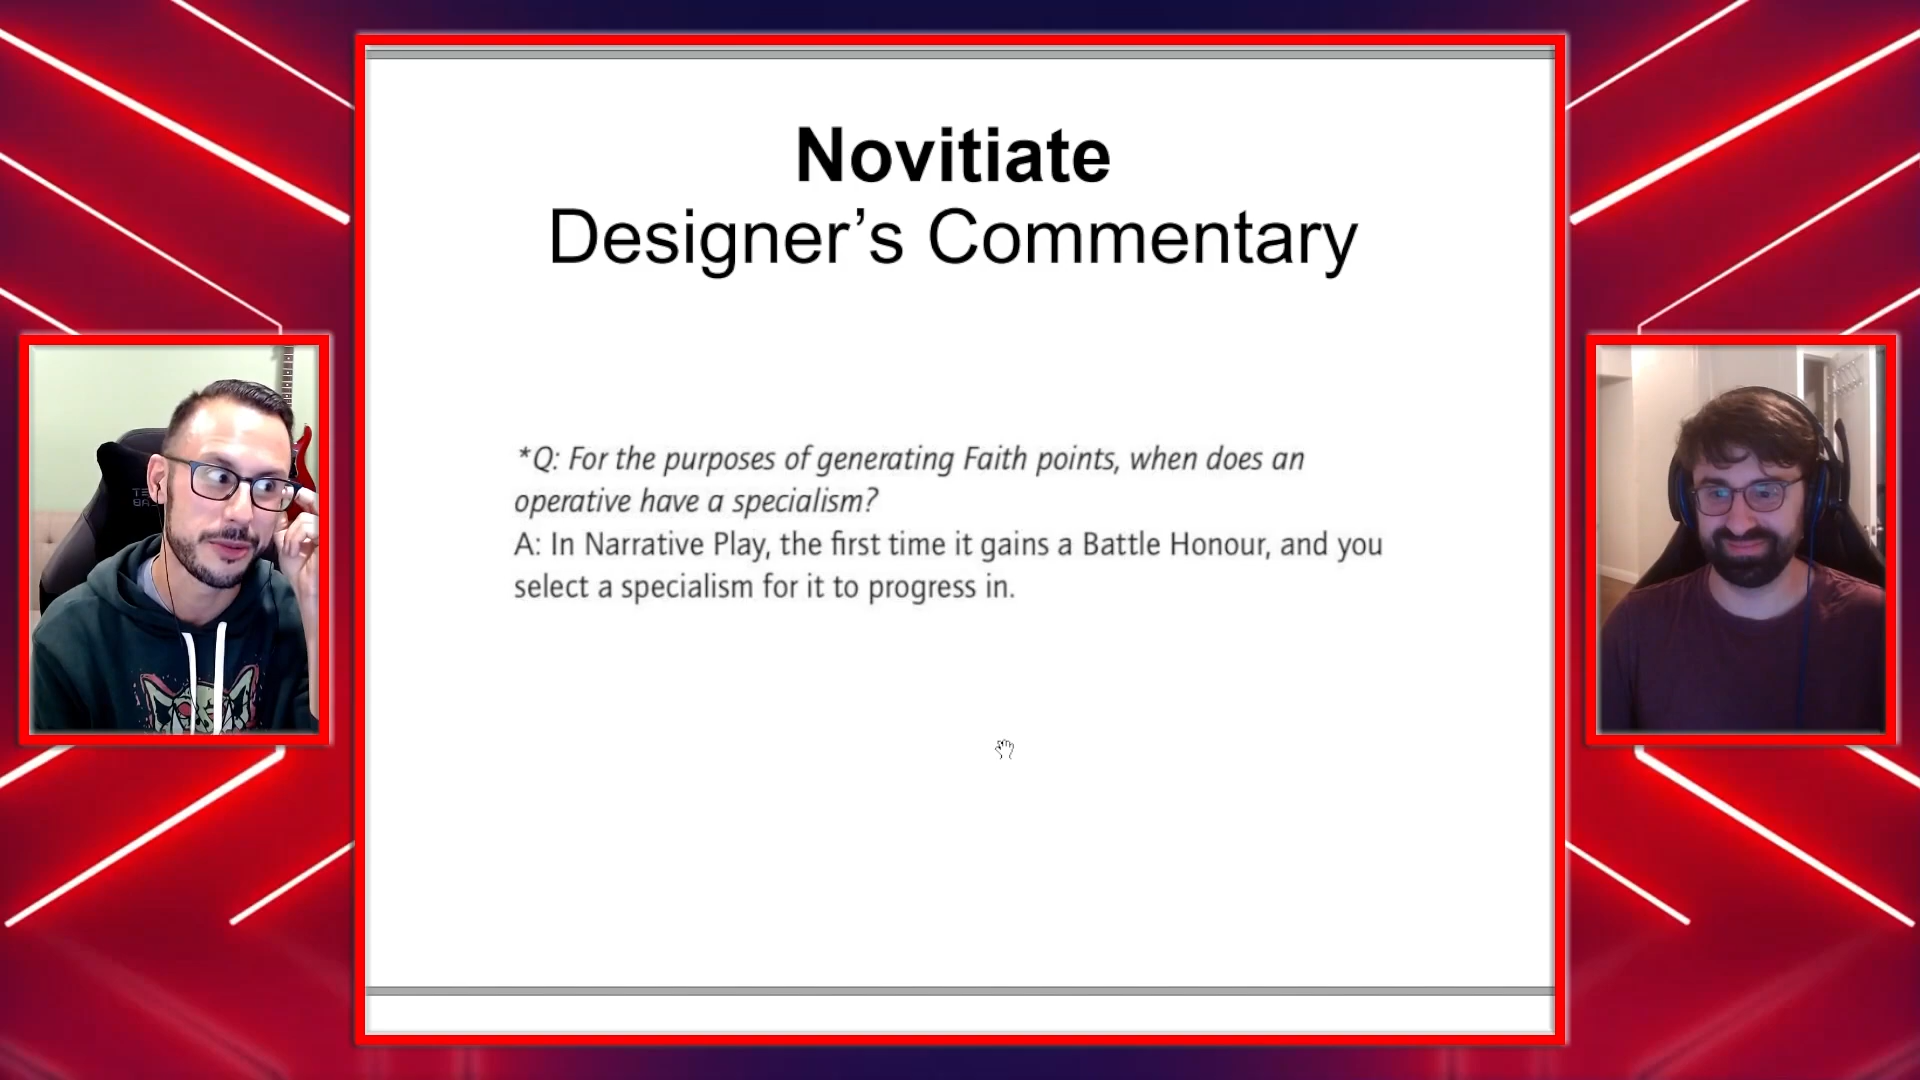 Novitiate
Designer’s Commentary
*Q: For the purposes of generating Faith points, when does an
operative have a specialism?
A: In Narrative Play, the first time it gains a Battle Honour, and you
select a specialism for it to progress in.